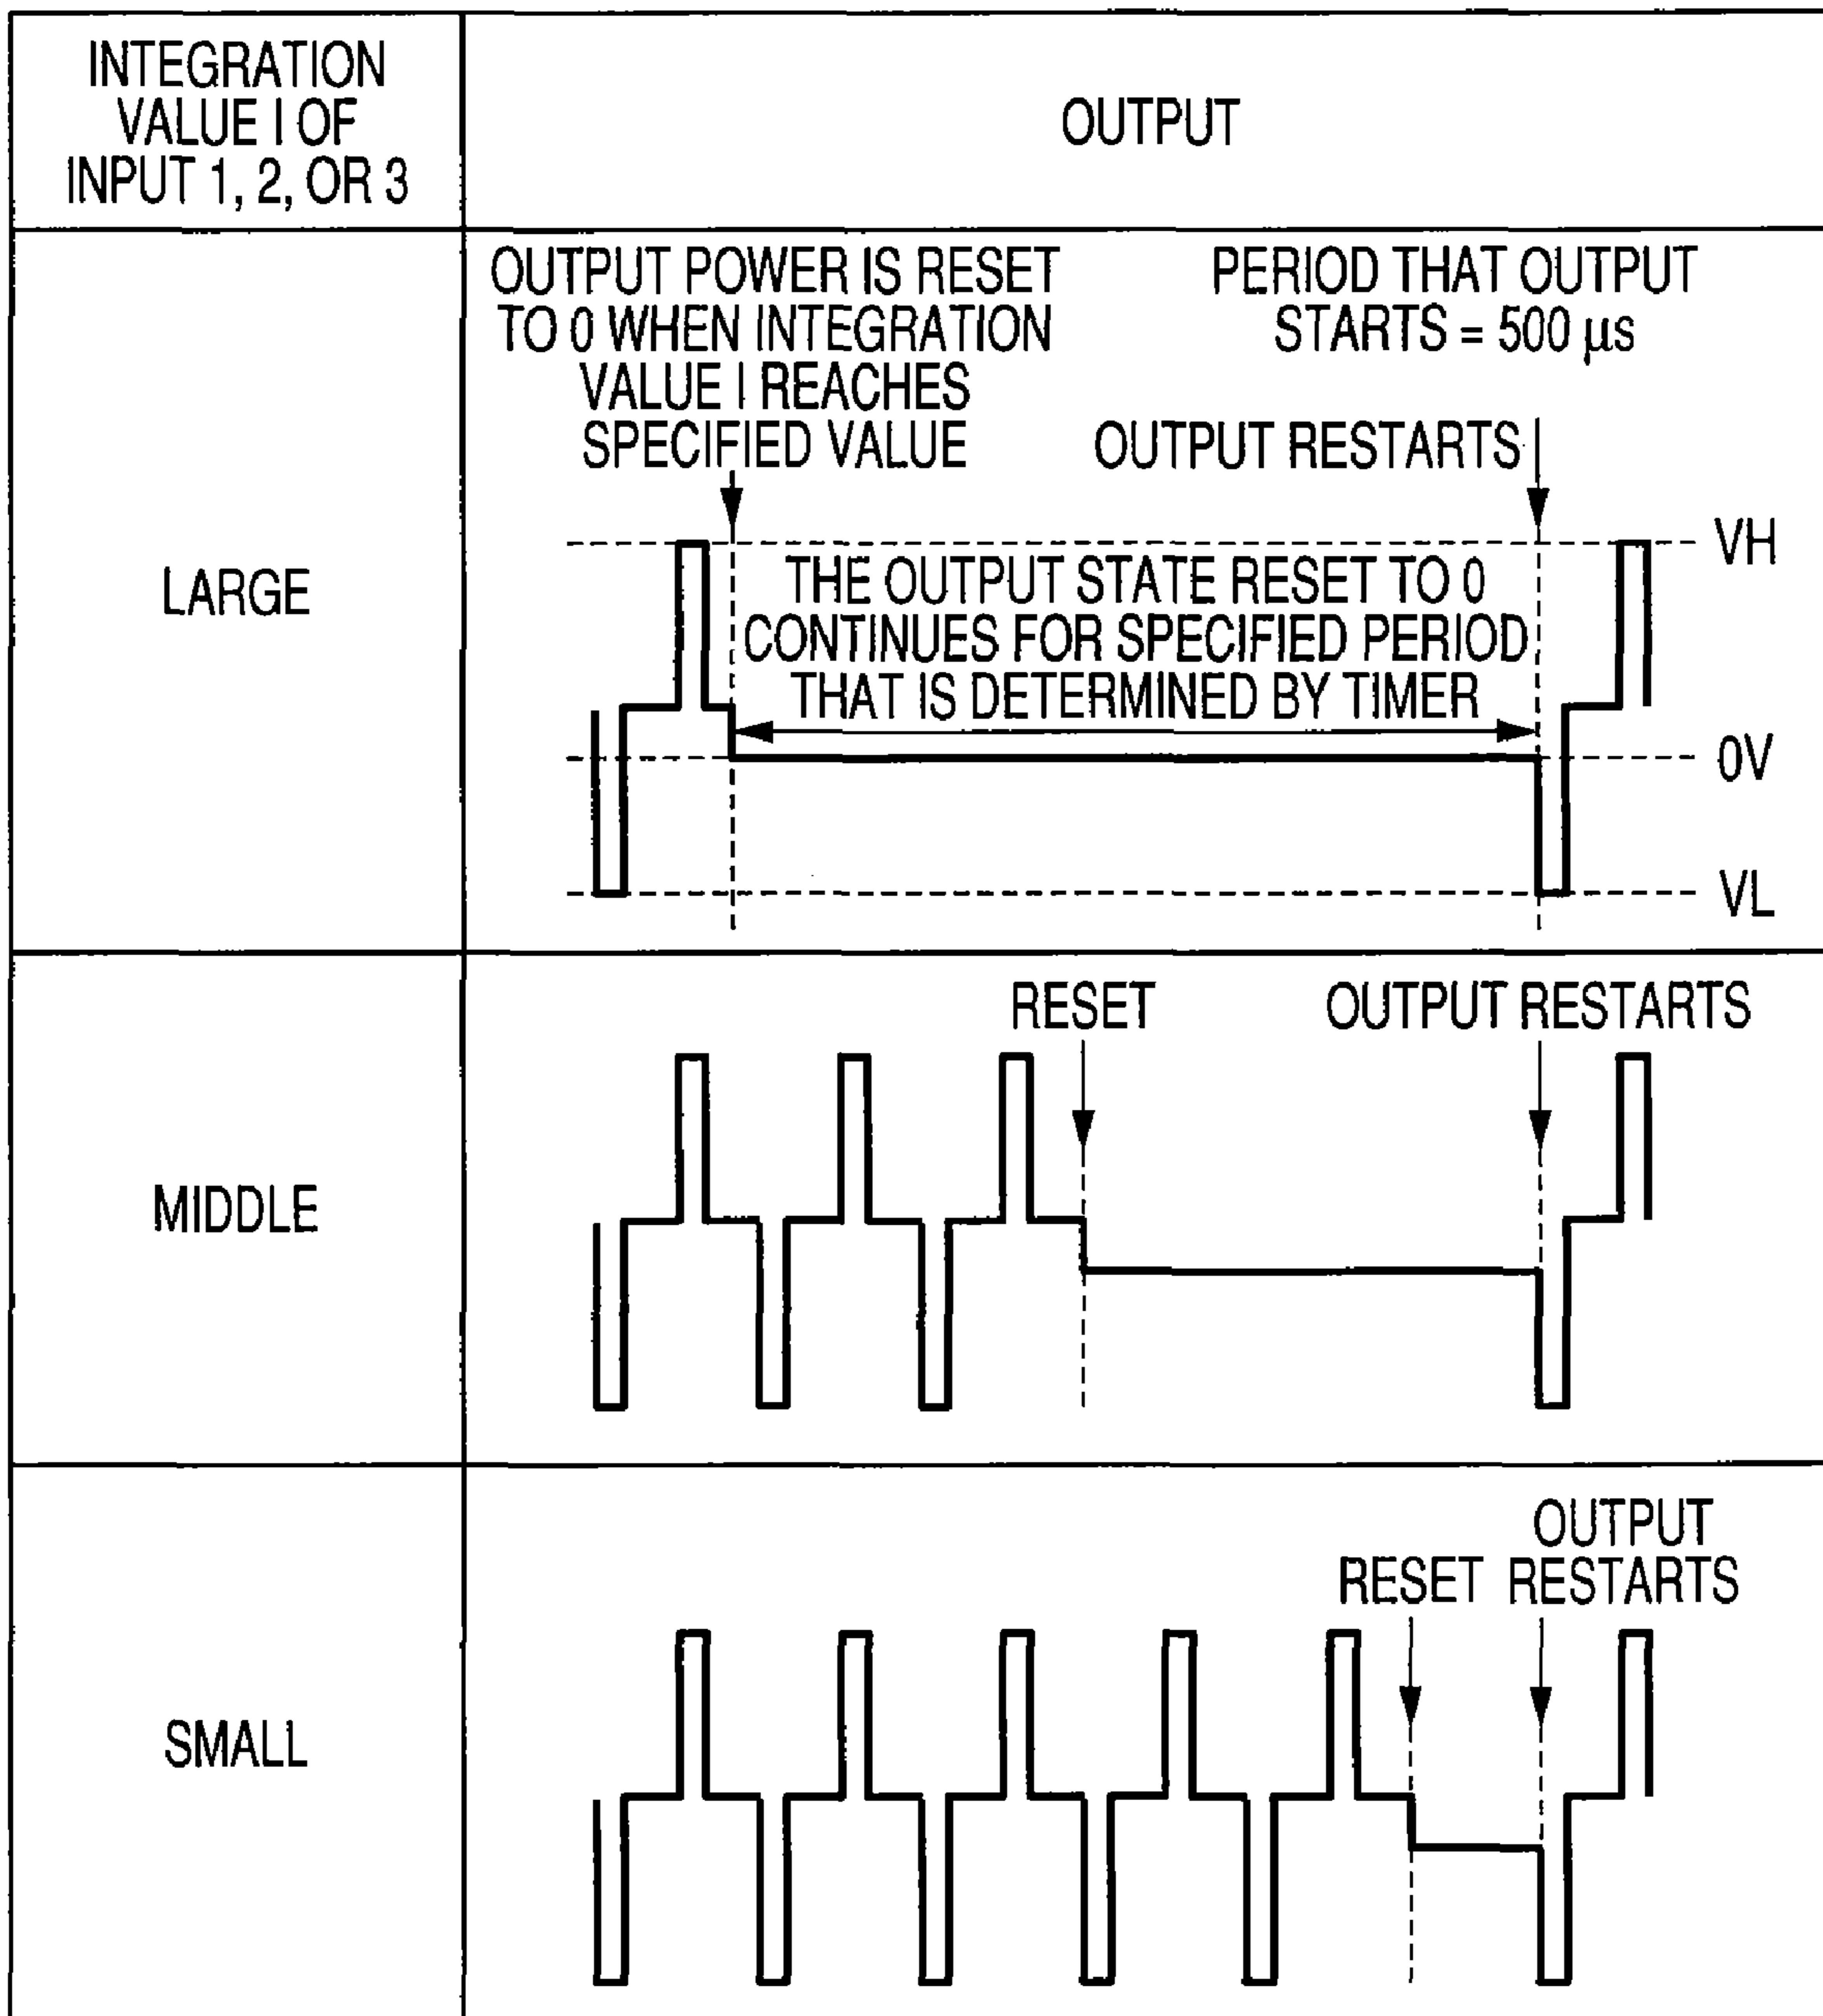 INTEGRATION
VALUE I OF
INPUT 1, 2, OR 3
OUTPUT
LARGE
OUTPUT POWER IS RESET
TO 0 WHEN INTEGRATION
VALUE I REACHES
SPECIFIED VALUE
PERIOD THAT OUTPUT
STARTS = 500 µs
OUTPUT RESTARTS
VH
THE OUTPUT STATE RESET TO 0
CONTINUES FOR SPECIFIED PERIOD
THAT IS DETERMINED BY TIMER
0V
VL
MIDDLE
RESET
OUTPUT RESTARTS
SMALL
RESET
OUTPUT
RESTARTS